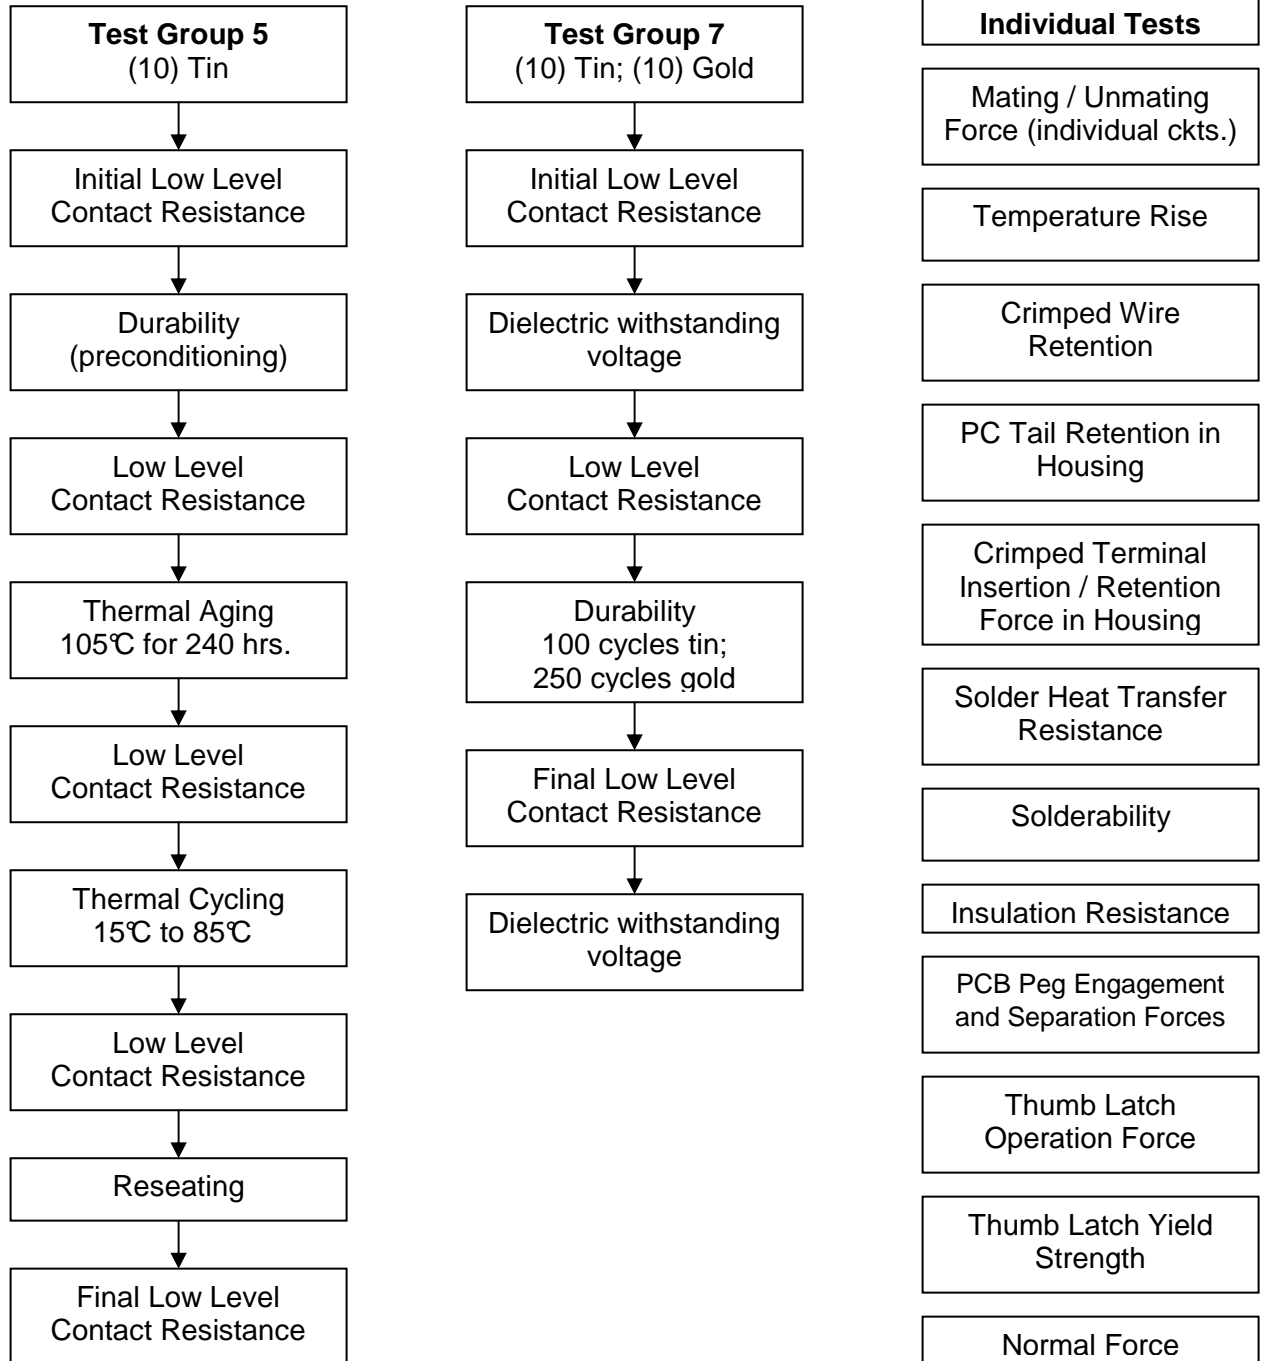 Test Group 5
(10) Tin
Initial Low Level
Contact Resistance
Durability
(preconditioning)
Low Level
Contact Resistance
Thermal Aging
105°C for 240 hrs.
Low Level
Contact Resistance
Thermal Cycling
15°C to 85°C
Low Level
Contact Resistance
Reseating
Final Low Level
Contact Resistance
Test Group 7
(10) Tin; (10) Gold
Initial Low Level
Contact Resistance
Dielectric withstanding
voltage
Low Level
Contact Resistance
Durability
100 cycles tin;
250 cycles gold
Final Low Level
Contact Resistance
Dielectric withstanding
voltage
Individual Tests
Mating / Unmating
Force (individual ckts.)
Temperature Rise
Crimped Wire
Retention
PC Tail Retention in
Housing
Crimped Terminal
Insertion / Retention
Force in Housing
Solder Heat Transfer
Resistance
Solderability
Insulation Resistance
PCB Peg Engagement
and Separation Forces
Thumb Latch
Operation Force
Thumb Latch Yield
Strength
Normal Force